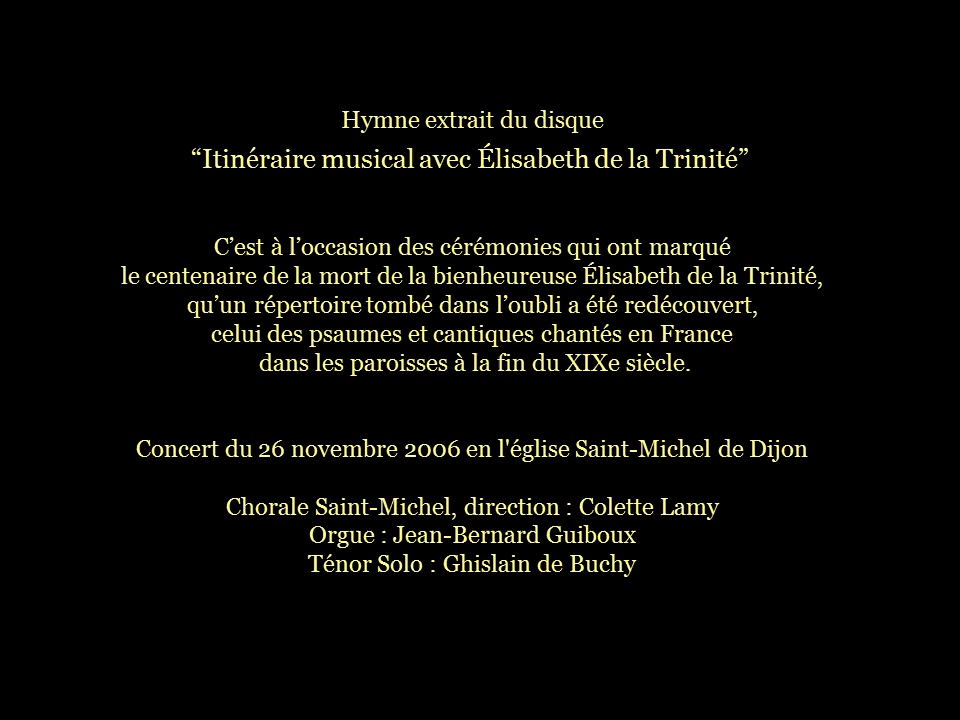 Hymne extrait du disque
“Itinéraire musical avec Élisabeth de la Trinité”
C’est à l’occasion des cérémonies qui ont marqué
le centenaire de la mort de la bienheureuse Élisabeth de la Trinité,
qu’un répertoire tombé dans l’oubli a été redécouvert,
celui des psaumes et cantiques chantés en France
dans les paroisses à la fin du XIXe siècle.
Concert du 26 novembre 2006 en l'église Saint-Michel de Dijon
Chorale Saint-Michel, direction : Colette Lamy
Orgue : Jean-Bernard Guiboux
Ténor Solo : Ghislain de Buchy